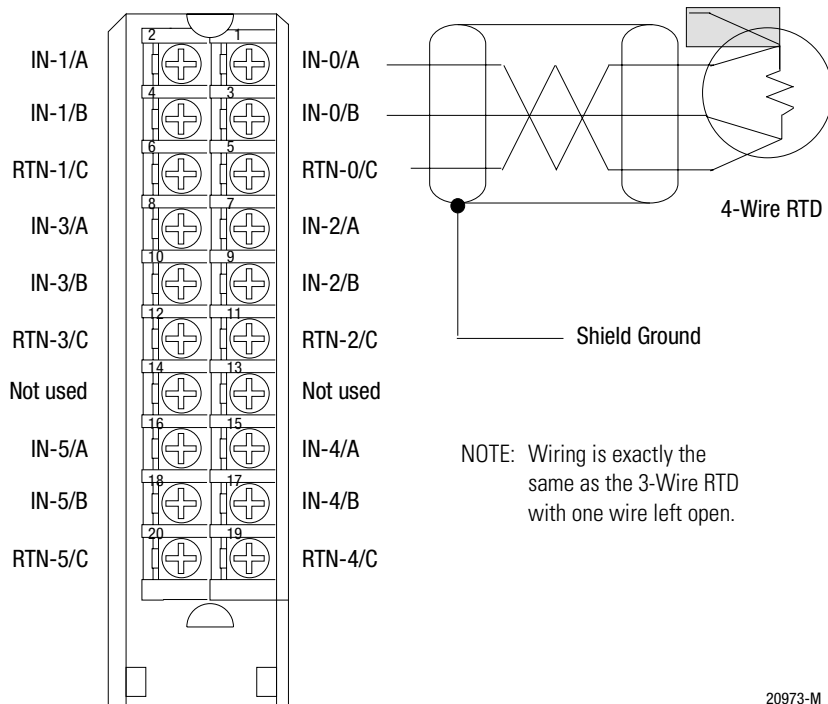 2 1
IN-1/A IN-0/A
4 3
IN-1/B IN-0/B
6 5
RTN-1/C RTN-0/C
8 7
IN-3/A IN-2/A
4-Wire RTD
10 9
IN-3/B IN-2/B
12 11
RTN-3/C RTN-2/C
Shield Ground
14 13
Not used Not used
16 15
IN-5/A IN-4/A
18 17
IN-5/B IN-4/B
20 19
RTN-5/C RTN-4/C
NOTE: Wiring is exactly the
same as the 3-Wire RTD
with one wire left open.
20973-M